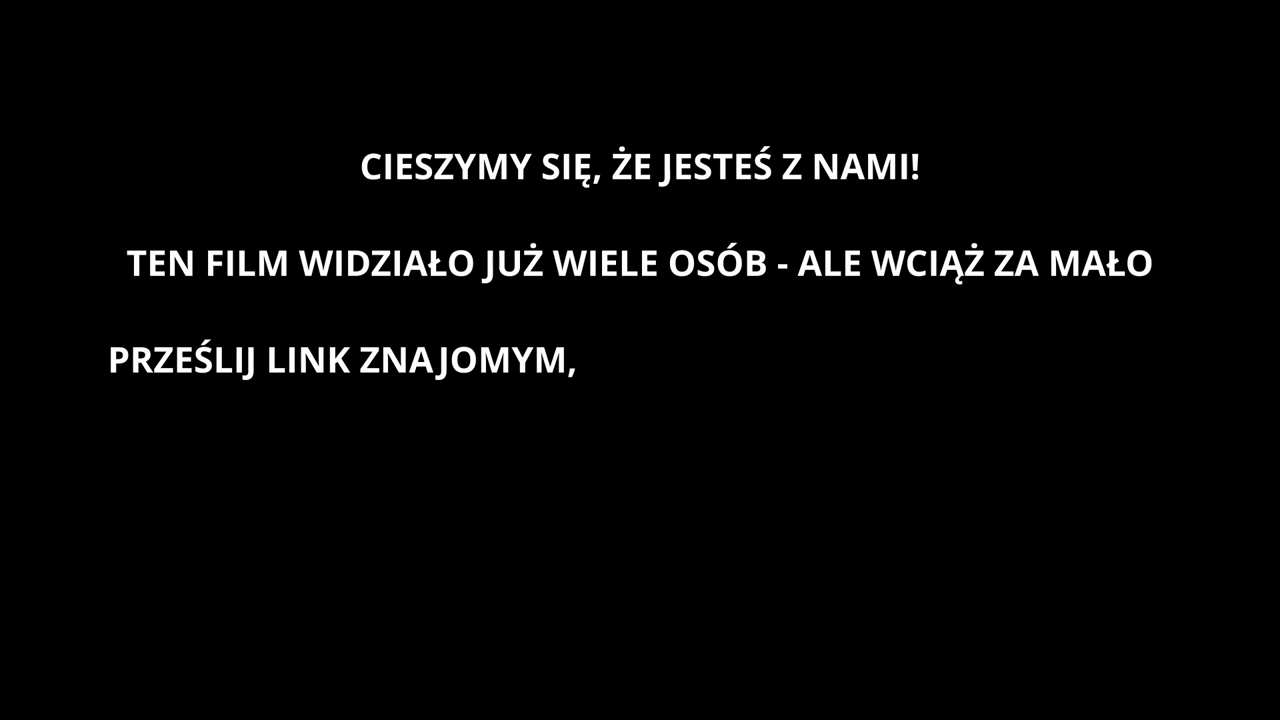 CIESZYMY SIĘ, ŻE JESTEŚ Z NAMI!
TEN FILM WIDZIAŁO JUŻ WIELE OSÓB - ALE WCIĄŻ ZA MAŁO
PRZEŚLIJ LINK ZNAJOMYM,